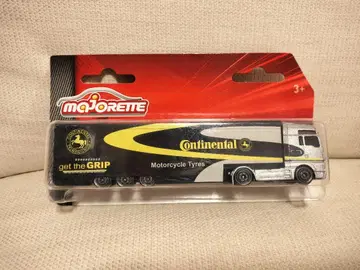 majorette
3+
Continental
Motorcycle Tyres
get the GRIP